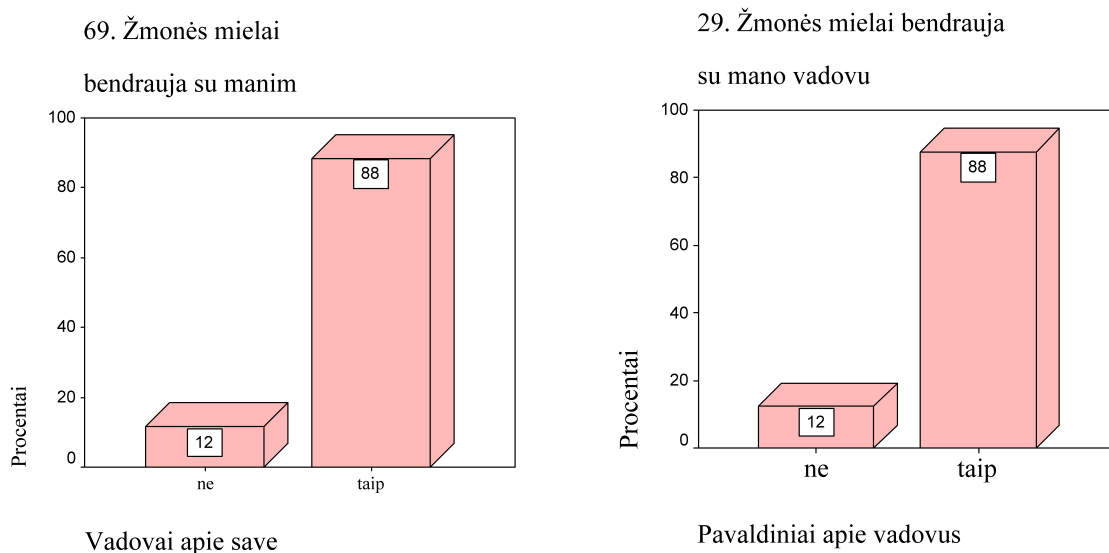 69. Žmonės mielai
bendrauja su manim
100
80
60
40
20
0
Procentai
88
12
ne
taip
Vadovai apie save
29. Žmonės mielai bendrauja
su mano vadovu
100
80
60
40
20
0
Procentai
88
12
ne
taip
Pavaldiniai apie vadovus